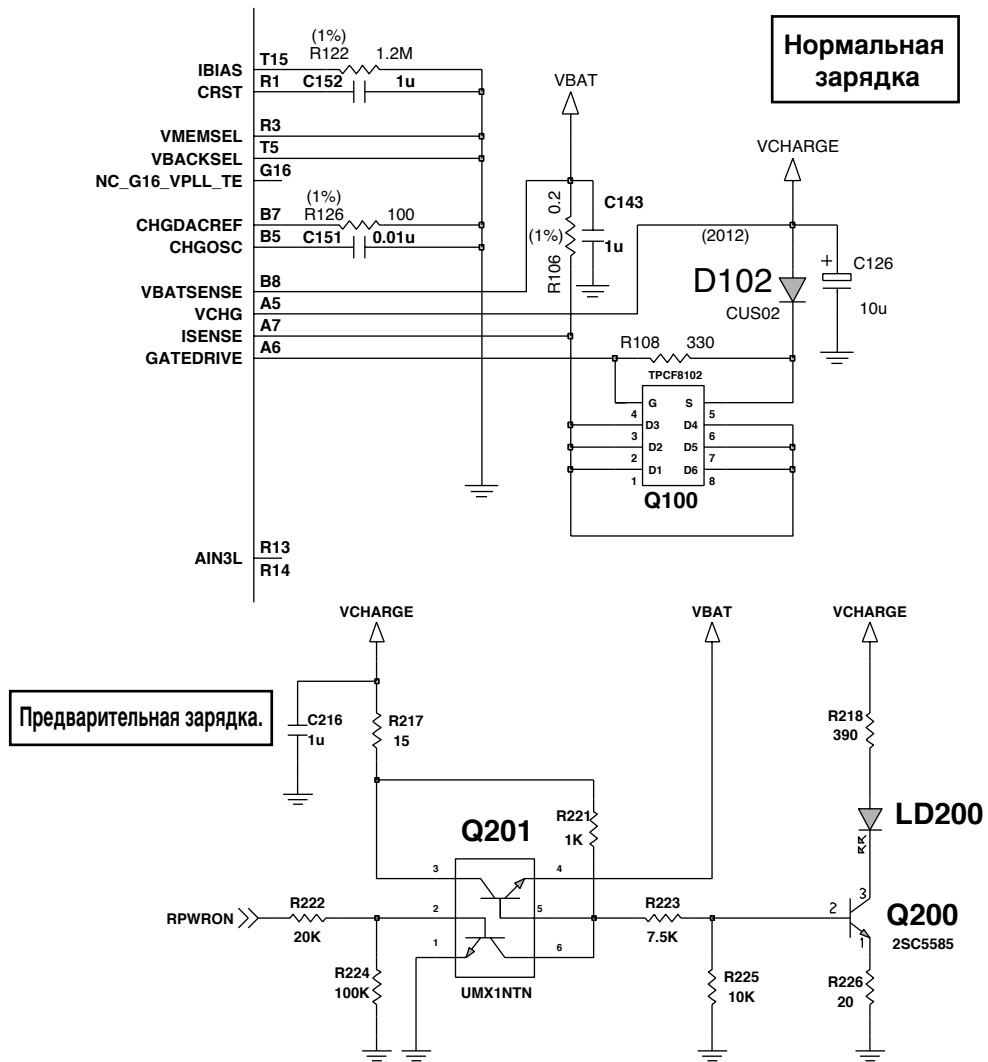 (1%)
R122 1.2M
IBIAS T15
CRST R1 C152 1u
VMEMSEL R3
VBACKSEL T5
NC_G16_VPLL_TE G16
(1%)
CHGDACREF B7 R126 100
CHGOSC B5 C151 0.01u
VBATSENSE B8
VCHG A5
ISENSE A7
GATEDRIVE A6
AIN3L R13
R14
Нормальная
зарядка
VBAT
VCHARGE
0.2
(1%)
R106
C143
1u
(2012)
D102
CUS02
+
C126
10u
R108 330
TPCF8102
G S
4 5
D3 D4
3 6
D2 D5
2 7
D1 D6
1 8
Q100
Предварительная зарядка.
VCHARGE
VBAT
VCHARGE
C216
1u
R217
15
R221
1K
R218
390
LD200
Q201
3 4
2 5
1 6
UMX1NTN
RPWRON
R222
20K
R224
100K
R223
7.5K
R225
10K
2 3 1
Q200
2SC5585
R226
20